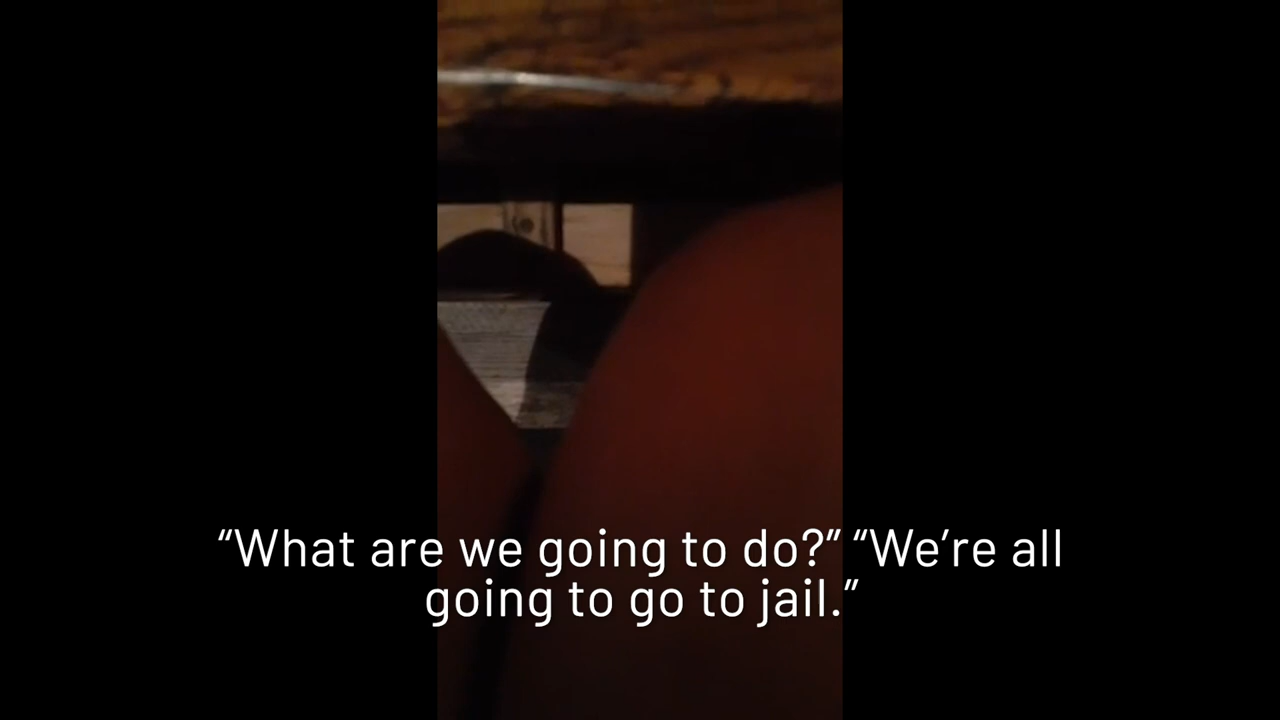 “What are we going to do?” “We’re all
going to go to jail.”